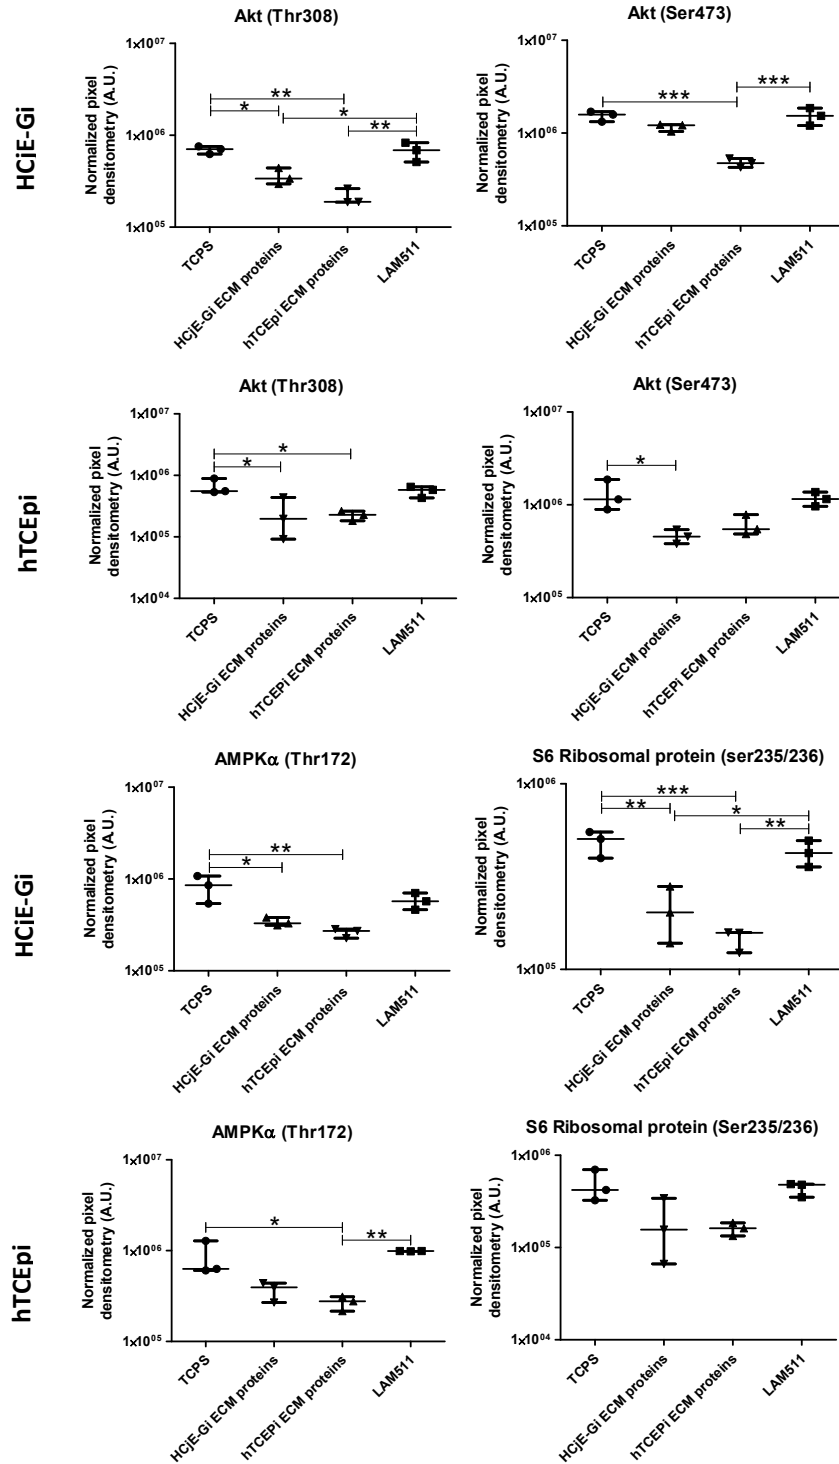 HCjE-Gi
Akt (Thr308)
Normalized pixel
densitometry (A.U.)
1x10⁰⁷
1x10⁰⁶
1x10⁰⁵
**
*
*
**
TCPS
HCjE-Gi ECM proteins
hTCEpi ECM proteins
LAM511
Akt (Ser473)
Normalized pixel
densitometry (A.U.)
1x10⁰⁷
1x10⁰⁶
1x10⁰⁵
***
***
TCPS
HCjE-Gi ECM proteins
hTCEpi ECM proteins
LAM511
hTCEpi
Akt (Thr308)
Normalized pixel
densitometry (A.U.)
1x10⁰⁷
1x10⁰⁶
1x10⁰⁵
1x10⁰⁴
*
*
TCPS
HCjE-Gi ECM proteins
hTCEPi ECM proteins
LAM511
Akt (Ser473)
Normalized pixel
densitometry (A.U.)
1x10⁰⁷
1x10⁰⁶
1x10⁰⁵
*
TCPS
HCjE-Gi ECM proteins
hTCEPi ECM proteins
LAM511
HCjE-Gi
AMPKα (Thr172)
Normalized pixel
densitometry (A.U.)
1x10⁰⁷
1x10⁰⁶
1x10⁰⁵
**
*
TCPS
HCjE-Gi ECM proteins
hTCEpi ECM proteins
LAM511
S6 Ribosomal protein (ser235/236)
Normalized pixel
densitometry (A.U.)
1x10⁰⁶
1x10⁰⁵
***
**
*
**
TCPS
HCjE-Gi ECM proteins
hTCEpi ECM proteins
LAM511
hTCEpi
AMPKα (Thr172)
Normalized pixel
densitometry (A.U.)
1x10⁰⁷
1x10⁰⁶
1x10⁰⁵
*
**
TCPS
HCjE-Gi ECM proteins
hTCEPi ECM proteins
LAM511
S6 Ribosomal protein (Ser235/236)
Normalized pixel
densitometry (A.U.)
1x10⁰⁶
1x10⁰⁵
1x10⁰⁴
TCPS
HCjE-Gi ECM proteins
hTCEPi ECM proteins
LAM511